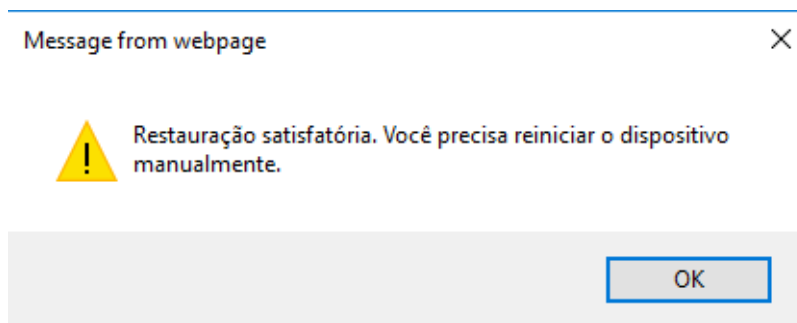 Message from webpage
Restauração satisfatória. Você precisa reiniciar o dispositivo
manualmente.
OK